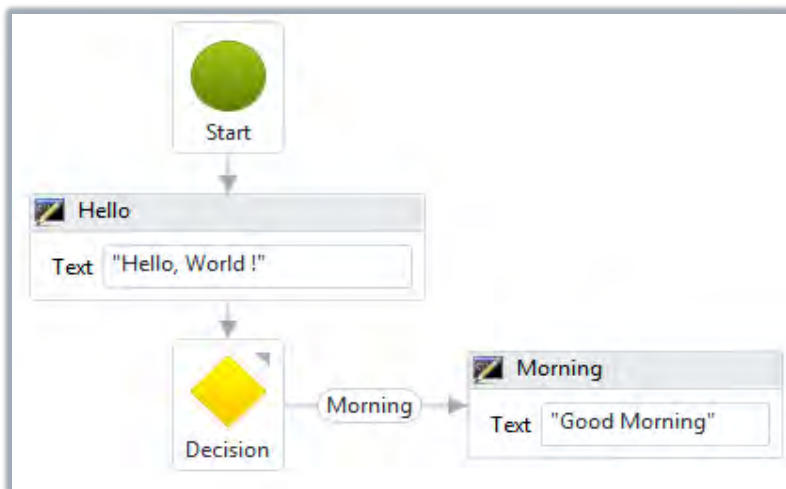 Start
Hello
Text "Hello, World !"
Decision
Morning
Morning
Text "Good Morning"